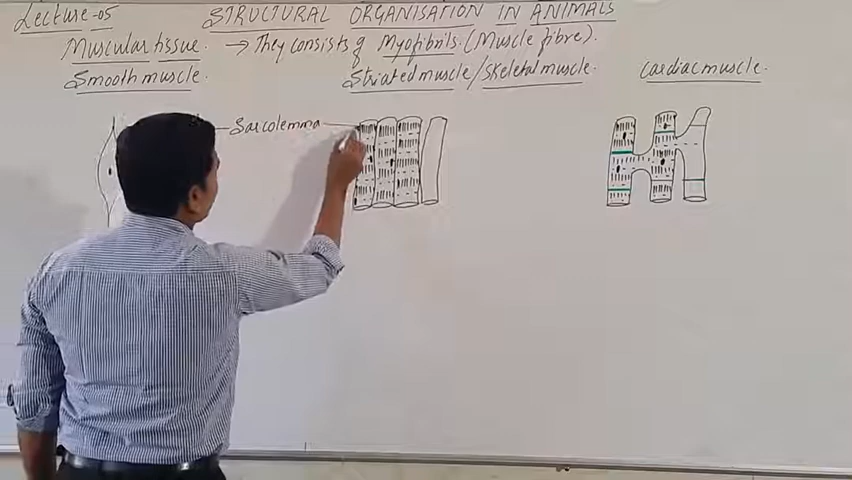 Lecture-05
STRUCTURAL ORGANISATION IN ANIMALS
Muscular tissue. → They consists of Myofibrils. (Muscle fibre).
Smooth muscle.
Striated muscle/skeletal muscle.
Cardiac muscle.
Sarcolemma